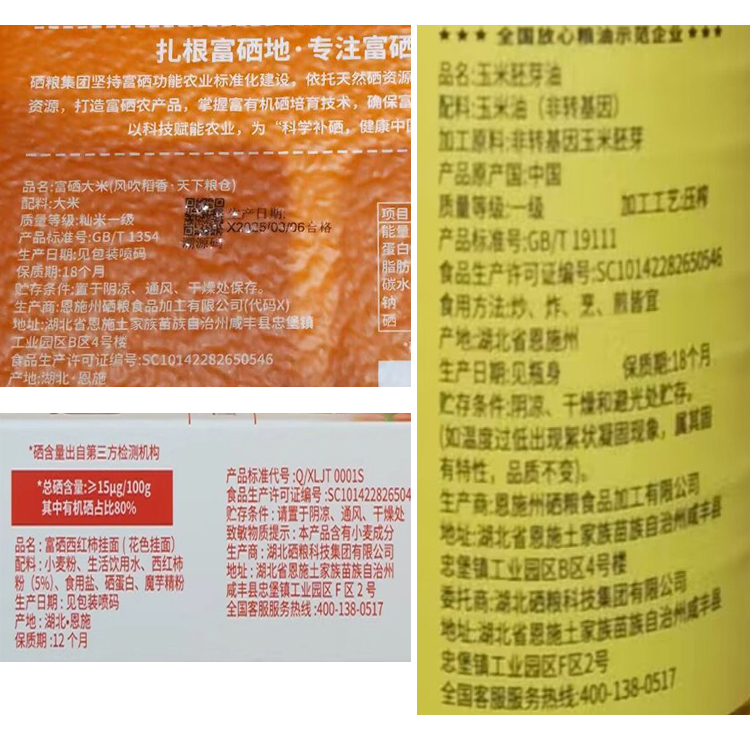 扎根富硒地·专注富硒
硒粮集团坚持富硒功能农业标准化建设，依托天然硒资源
资源，打造富硒农产品，掌握富有机硒培育技术，确保富
以科技赋能农业，为“科学补硒，健康中国
品名:富硒大米(风吹稻香·天下粮仓)
配料:大米
质量等级:籼米一级
产品标准号:GB/T 1354
生产日期:见包装喷码
保质期:18个月
贮存条件:置于阴凉、通风、干燥处保存。
生产商:恩施州硒粮食品加工有限公司(代码X)
地址:湖北省恩施土家族苗族自治州咸丰县忠堡镇
工业园区B区4号楼
食品生产许可证编号:SC10142282650546
产地:湖北·恩施
生产日期:
X2025/03/06合格
溯源码
项目
能量
蛋白
脂肪
碳水
钠
硒
*硒含量出自第三方检测机构
*总硒含量:≥15μg/100g
其中有机硒占比80%
品名：富硒西红柿挂面（花色挂面）
配料：小麦粉、生活饮用水、西红柿
粉（5%）、食用盐、硒蛋白、魔芋精粉
生产日期：见包装喷码
产地：湖北•恩施
保质期:12个月
产品标准代号:Q/XLJT 0001S
食品生产许可证编号:SC101422826504
贮存条件：请置于阴凉、通风、干燥处
致敏物质提示：本产品含有小麦成分
生产商：湖北硒粮科技集团有限公司
地址：湖北省恩施土家族苗族自治州
咸丰县忠堡镇工业园区F区2号
全国客服服务热线:400-138-0517
★★★ 全国放心粮油示范企业★★★
品名:玉米胚芽油
配料:玉米油（非转基因）
加工原料:非转基因玉米胚芽
产品原产国:中国
质量等级:一级 加工工艺:压榨
产品标准号:GB/T 19111
食品生产许可证编号:SC10142282650546
食用方法:炒、炸、烹、煎皆宜
产地:湖北省恩施州
生产日期:见瓶身 保质期:18个月
贮存条件:阴凉、干燥和避光处贮存。
(如温度过低出现絮状凝固现象，属其固
有特性，品质不变)。
生产商:恩施州硒粮食品加工有限公司
地址:湖北省恩施土家族苗族自治州咸丰县
忠堡镇工业园区B区4号楼
委托商:湖北硒粮科技集团有限公司
地址:湖北省恩施土家族苗族自治州咸丰县
忠堡镇工业园区F区2号
全国客服服务热线:400-138-0517